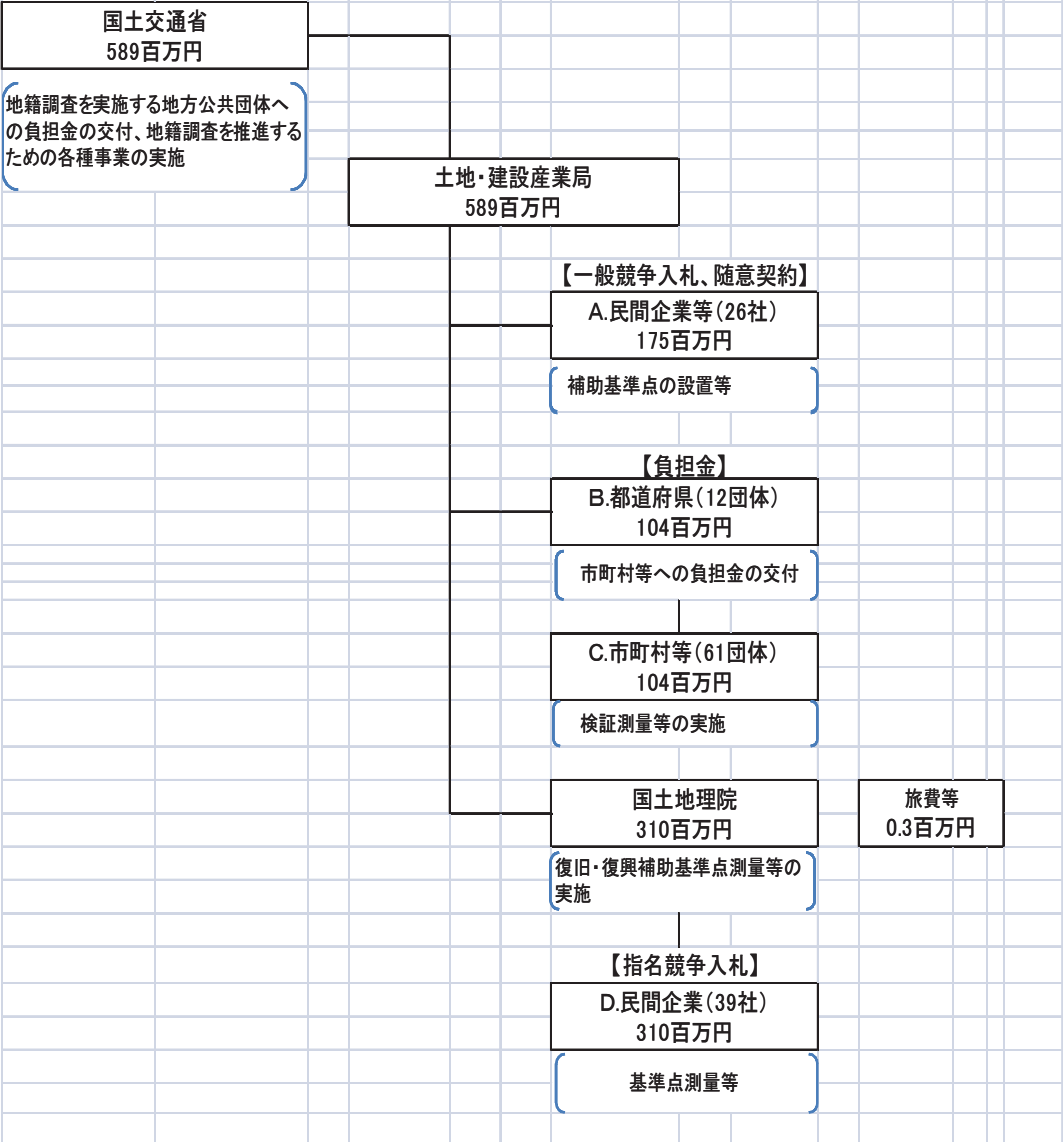 国土交通省
589百万円
地籍調査を実施する地方公共団体へ
の負担金の交付、地籍調査を推進する
ための各種事業の実施
土地・建設産業局
589百万円
【一般競争入札、随意契約】
A.民間企業等(26社)
175百万円
補助基準点の設置等
【負担金】
B.都道府県(12団体)
104百万円
市町村等への負担金の交付
C.市町村等(61団体)
104百万円
検証測量等の実施
国土地理院
310百万円
旅費等
0.3百万円
復旧・復興補助基準点測量等の
実施
【指名競争入札】
D.民間企業(39社)
310百万円
基準点測量等